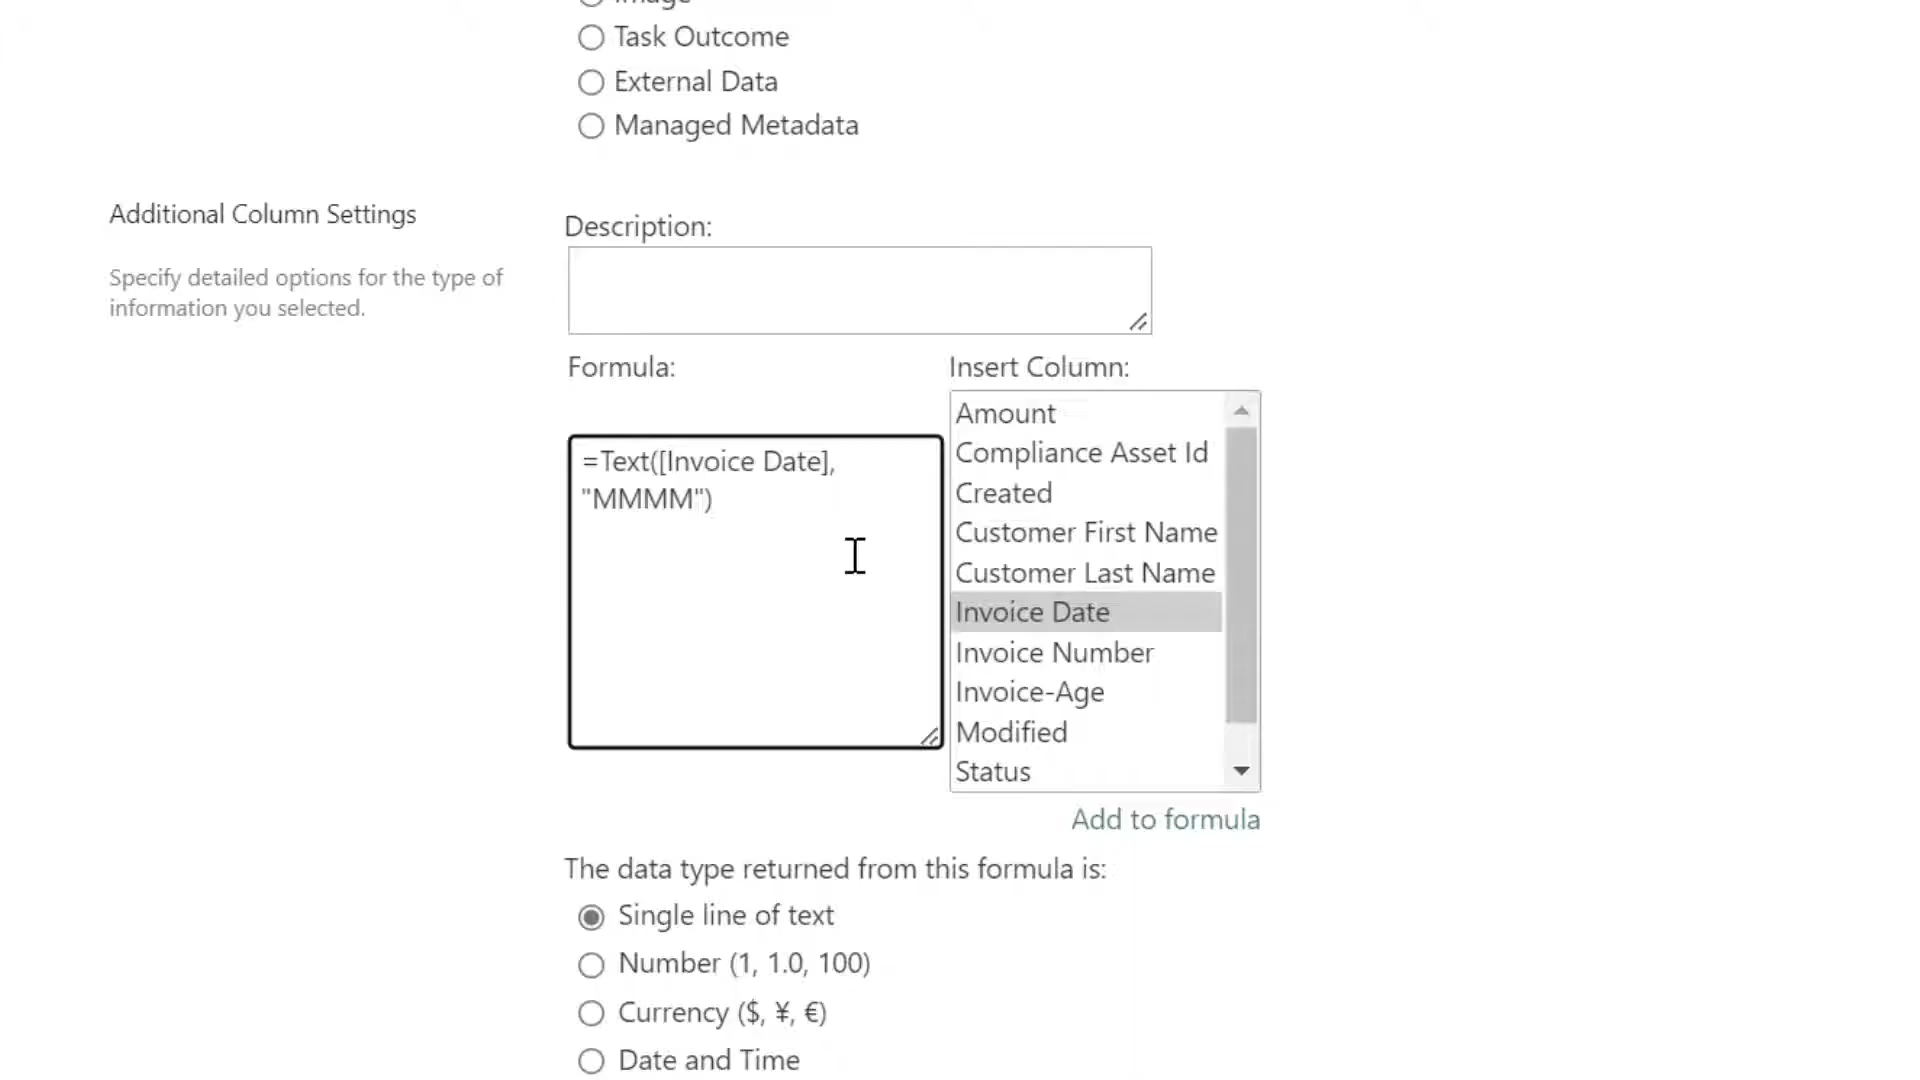 Image
Task Outcome
External Data
Managed Metadata
Additional Column Settings
Specify detailed options for the type of
information you selected.
Description:
Formula:
=Text([Invoice Date],
"MMMM")
Insert Column:
Amount
Compliance Asset Id
Created
Customer First Name
Customer Last Name
Invoice Date
Invoice Number
Invoice-Age
Modified
Status
Add to formula
The data type returned from this formula is:
Single line of text
Number (1, 1.0, 100)
Currency ($, ¥, €)
Date and Time